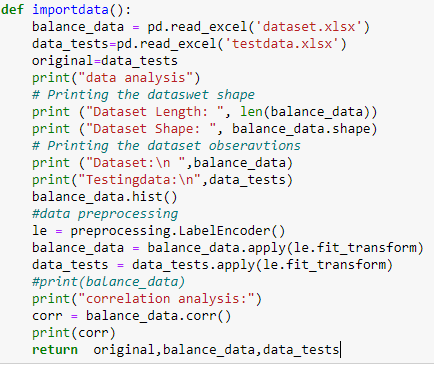 def importdata():
    balance_data = pd.read_excel('dataset.xlsx')
    data_tests=pd.read_excel('testdata.xlsx')
    original=data_tests
    print("data analysis")
    # Printing the dataswet shape
    print ("Dataset Length: ", len(balance_data))
    print ("Dataset Shape: ", balance_data.shape)
    # Printing the dataset obseravtions
    print ("Dataset:\n ",balance_data)
    print("Testingdata:\n",data_tests)
    balance_data.hist()
    #data preprocessing
    le = preprocessing.LabelEncoder()
    balance_data = balance_data.apply(le.fit_transform)
    data_tests = data_tests.apply(le.fit_transform)
    #print(balance_data)
    print("correlation analysis:")
    corr = balance_data.corr()
    print(corr)
    return  original,balance_data,data_tests